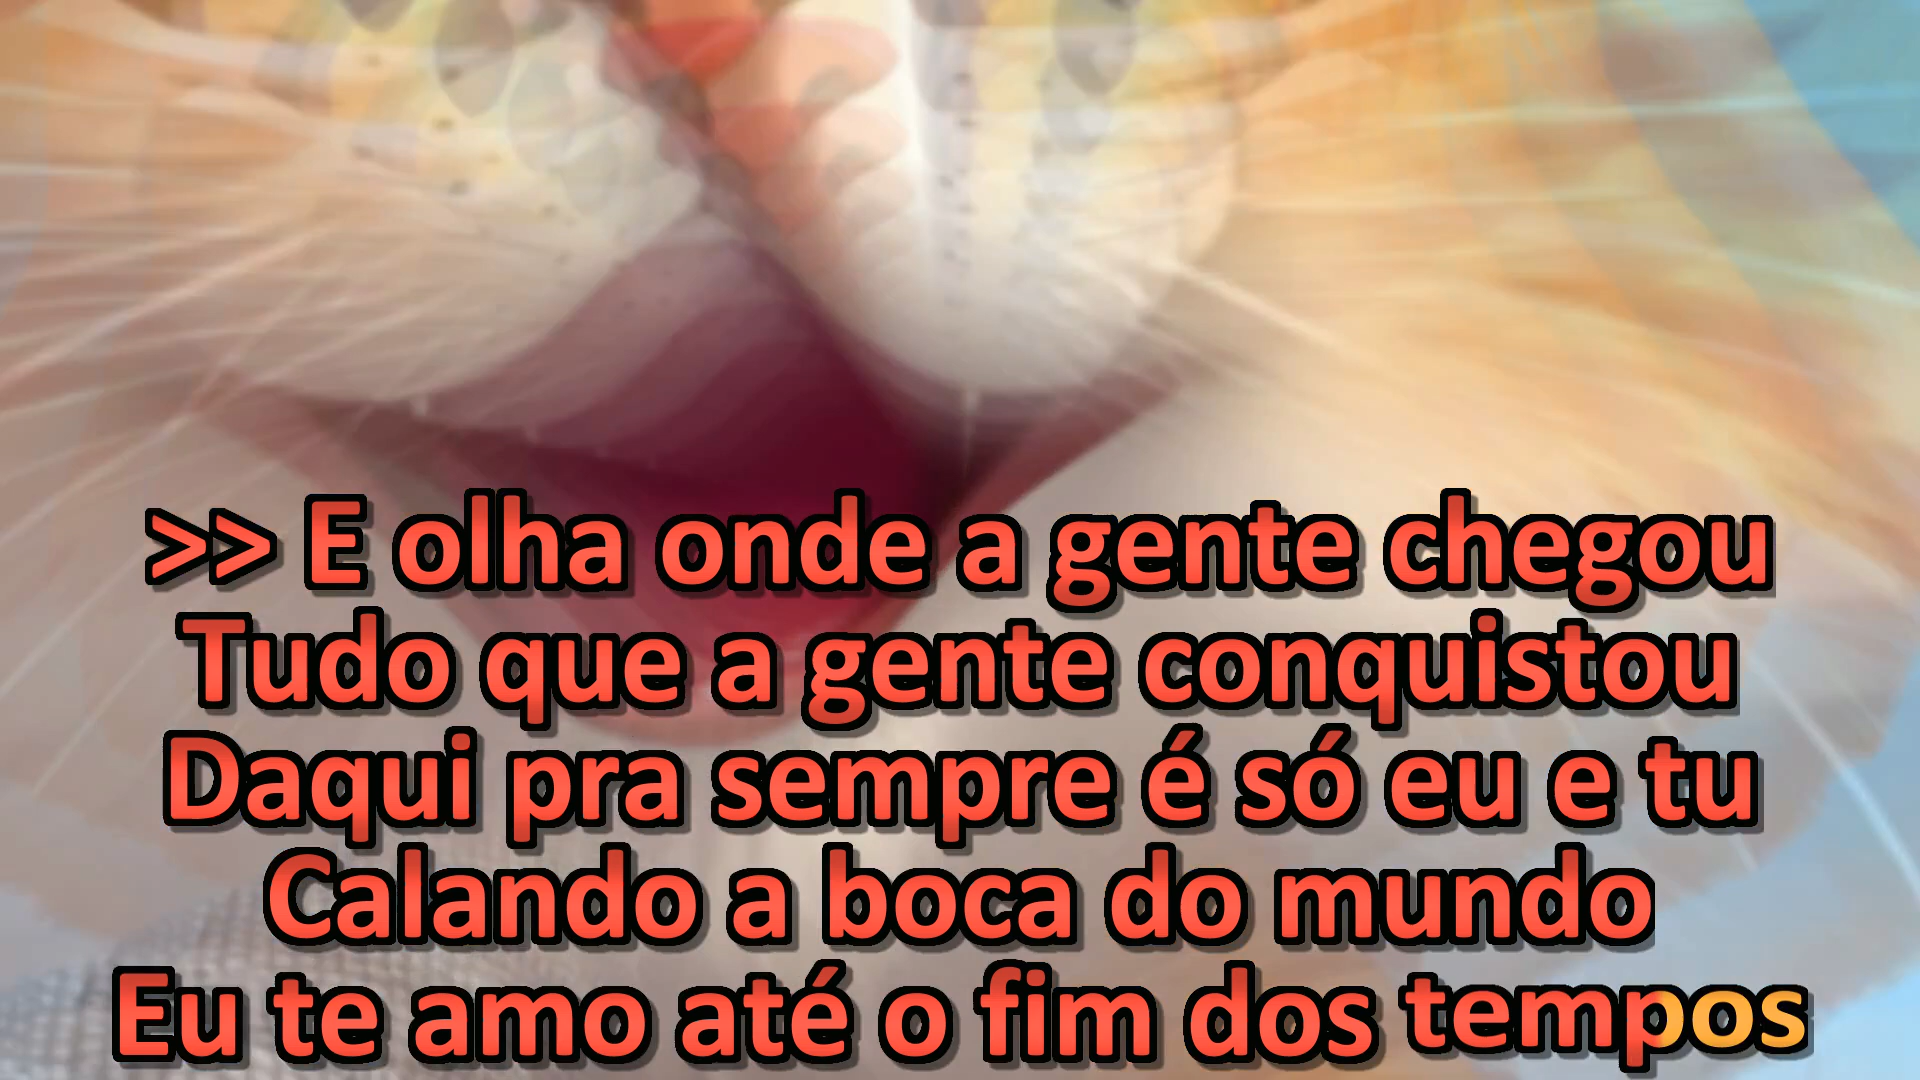 >> E olha onde a gente chegou
Tudo que a gente conquistou
Daqui pra sempre é só eu e tu
Calando a boca do mundo
Eu te amo até o fim dos tempos